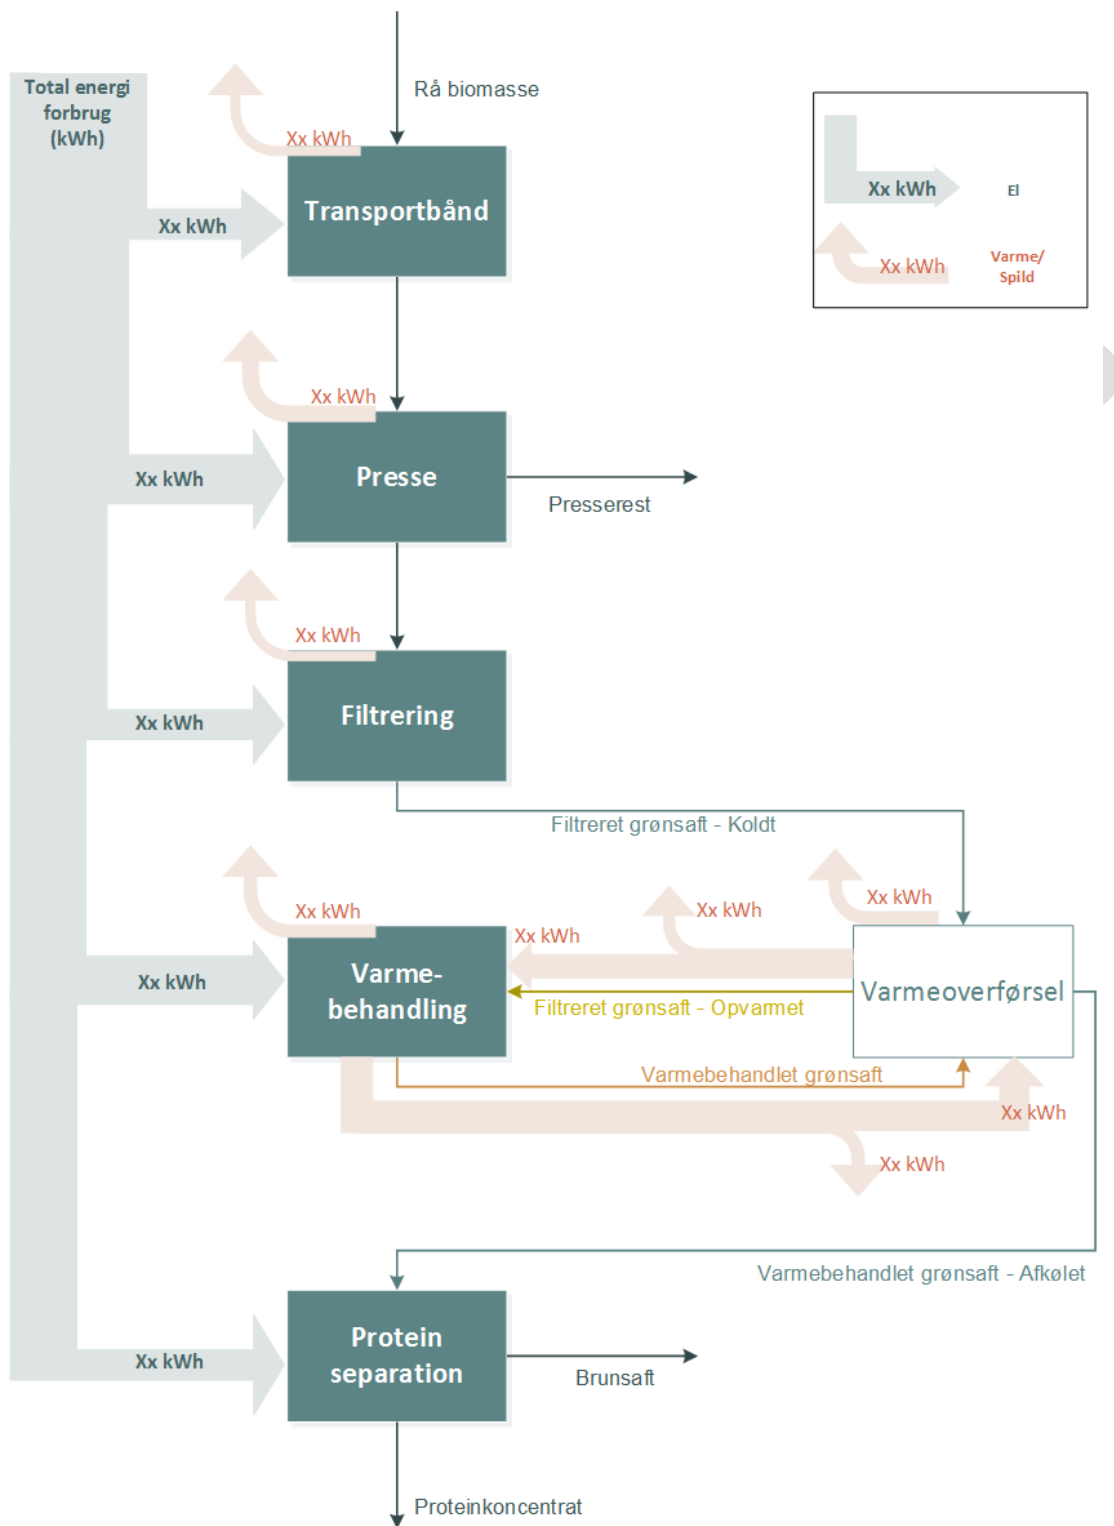 Total energi
forbrug
(kWh)
Rå biomasse
Xx kWh
Transportbånd
Xx kWh
Xx kWh
El
Xx kWh
Varme/
Spild
Xx kWh
Xx kWh
Presse
Xx kWh
Presserest
Xx kWh
Filtrering
Xx kWh
Filtreret grønsaft - Koldt
Xx kWh
Xx kWh
Xx kWh
Xx kWh
Varme-
behandling
Xx kWh
Varmeoverførsel
Filtreret grønsaft - Opvarmet
Varmebehandlet grønsaft
Xx kWh
Xx kWh
Varmebehandlet grønsaft - Afkølet
Protein
separation
Xx kWh
Brunsaft
Proteinkoncentrat